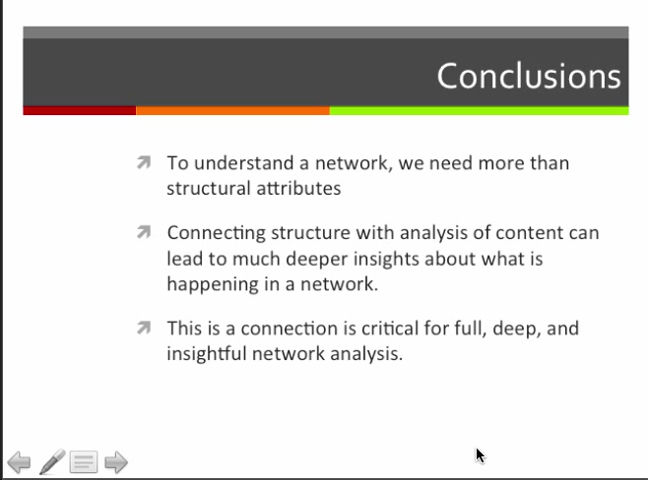 Conclusions
To understand a network, we need more than
structural attributes
Connecting structure with analysis of content can
lead to much deeper insights about what is
happening in a network.
This is a connection is critical for full, deep, and
insightful network analysis.